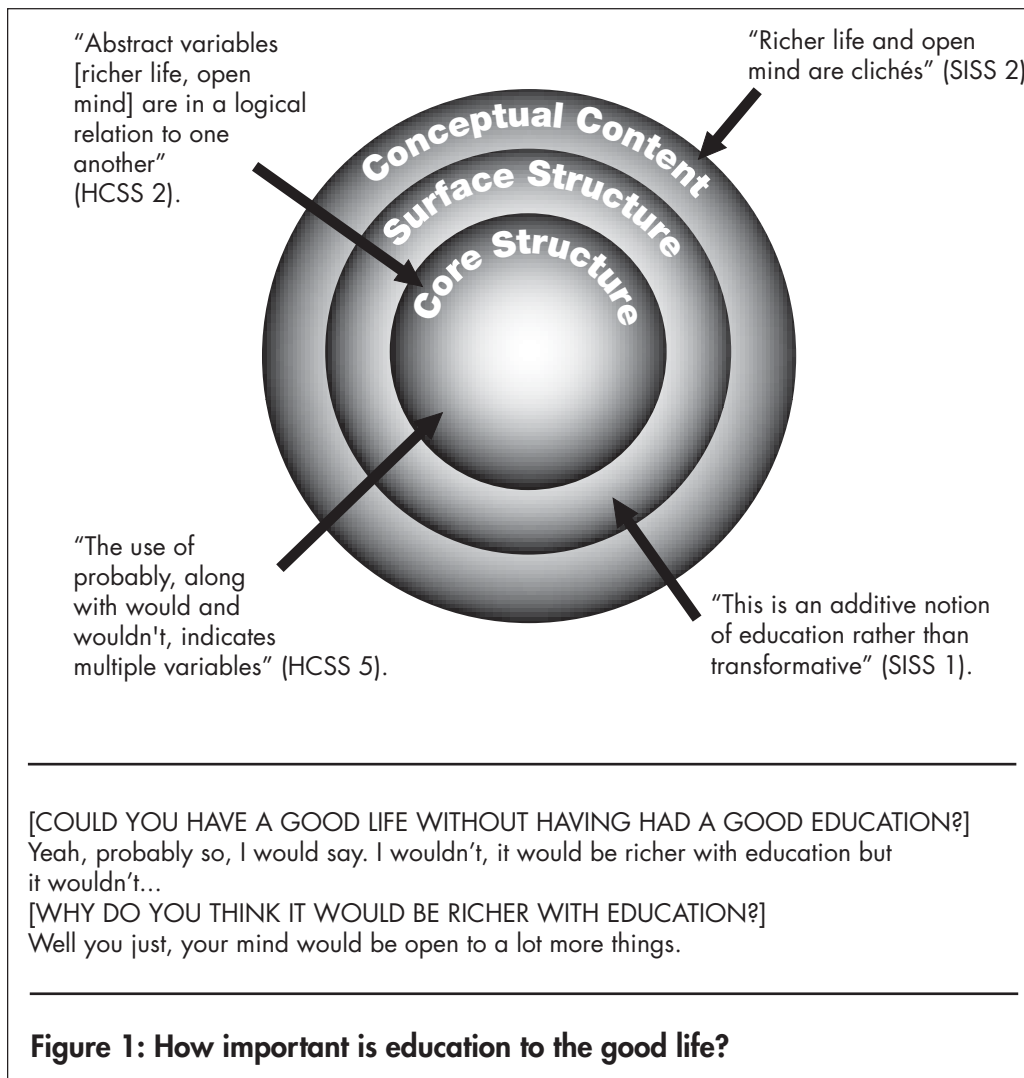 “Abstract variables
[richer life, open
mind] are in a logical
relation to one
another”
(HCSS 2).
“Richer life and open
mind are clichés” (SISS 2)
Conceptual Content
Surface Structure
Core Structure
“The use of
probably, along
with would and
wouldn't, indicates
multiple variables” (HCSS 5).
“This is an additive notion
of education rather than
transformative” (SISS 1).
[COULD YOU HAVE A GOOD LIFE WITHOUT HAVING HAD A GOOD EDUCATION?]
Yeah, probably so, I would say. I wouldn’t, it would be richer with education but
it wouldn’t...
[WHY DO YOU THINK IT WOULD BE RICHER WITH EDUCATION?]
Well you just, your mind would be open to a lot more things.
Figure 1: How important is education to the good life?